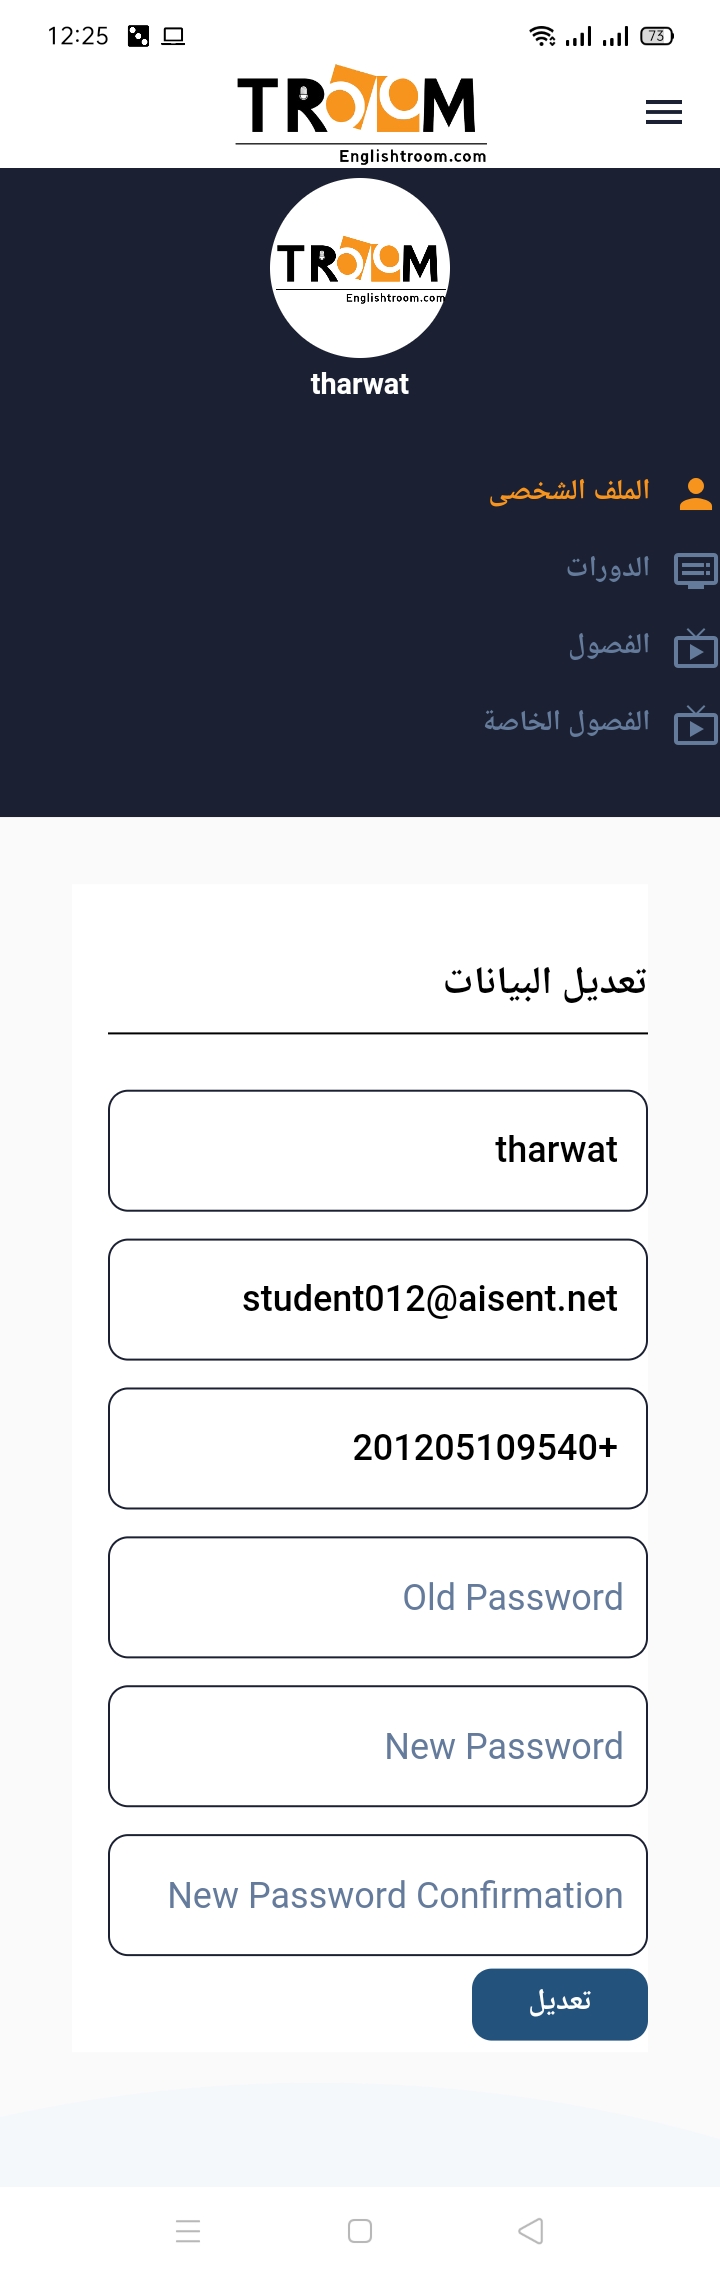 12:25
73
TROOM
Englishtroom.com
TROOM
Englishtroom.com
tharwat
الملف الشخصى
الدورات
الفصول
الفصول الخاصة
تعديل البيانات
tharwat
student012@aisent.net
201205109540+
Old Password
New Password
New Password Confirmation
تعديل